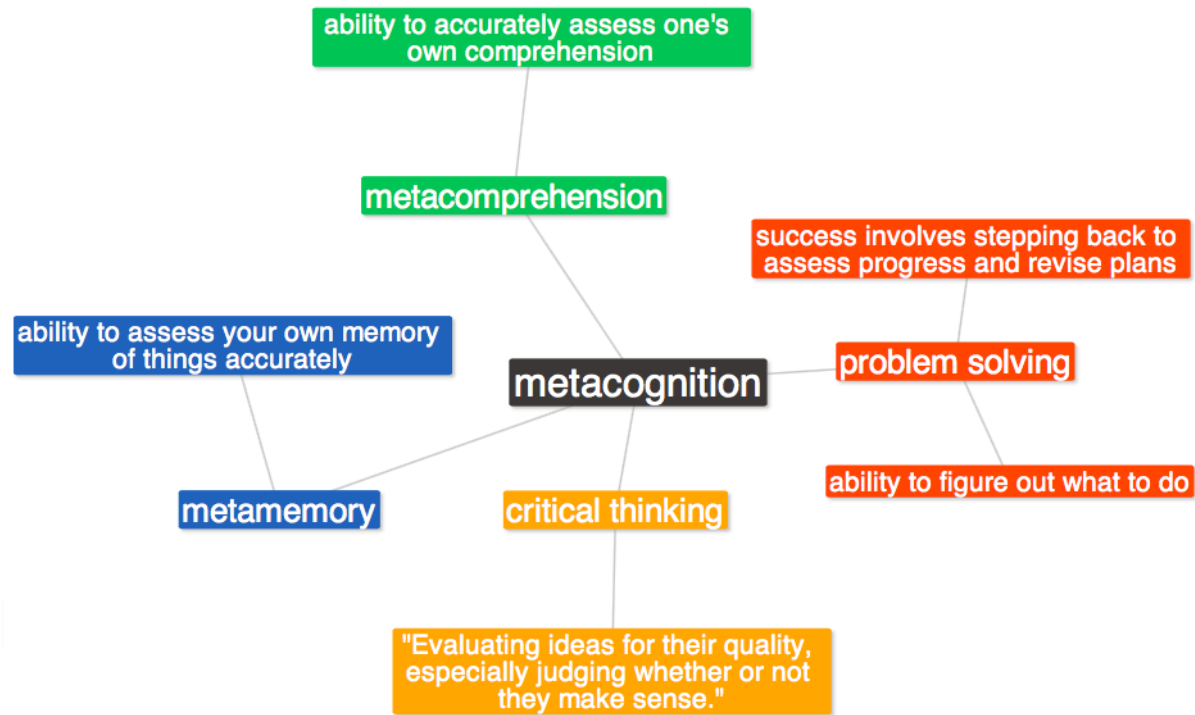 ability to accurately assess one's
own comprehension
metacomprehension
success involves stepping back to
assess progress and revise plans
ability to assess your own memory
of things accurately
metacognition
problem solving
ability to figure out what to do
metamemory
critical thinking
"Evaluating ideas for their quality,
especially judging whether or not
they make sense."